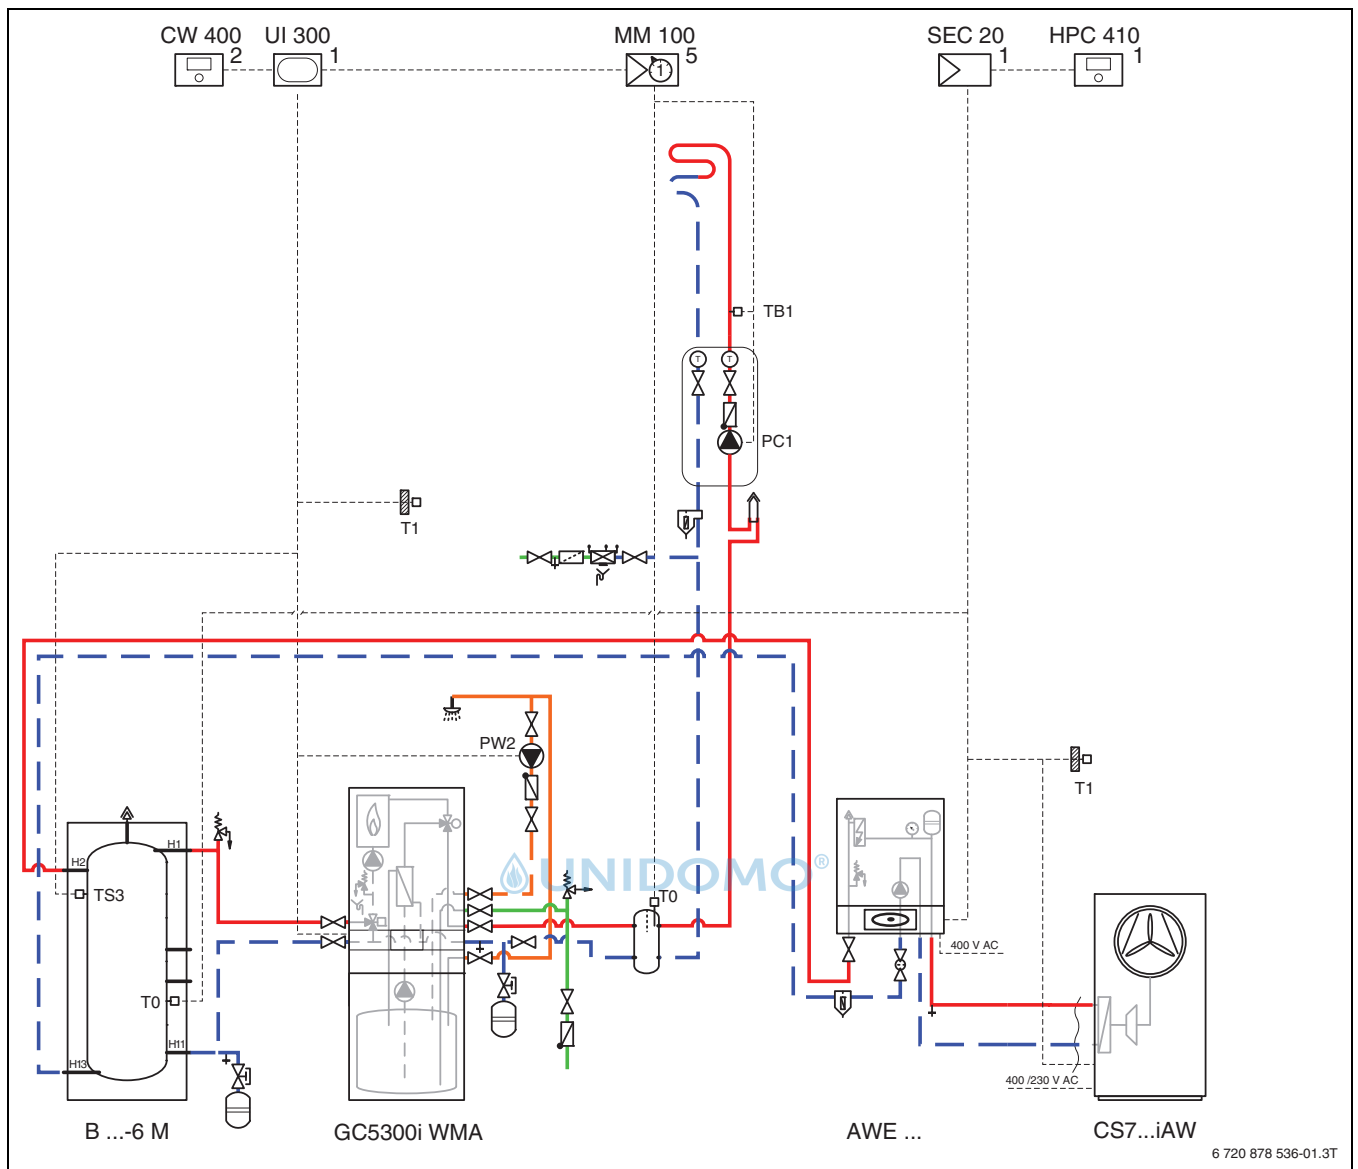 CW 400 UI 300 MM 100 SEC 20 HPC 410
2 1 5 1 1
1
TB1
T T
PC1
T1
PW2
T1
H1
H2
UNIDOMO®
TS3
T0
400 V AC
T0
H11
H13
400 /230 V AC
B ...-6 M GC5300i WMA AWE ... CS7...iAW
6 720 878 536-01.3T